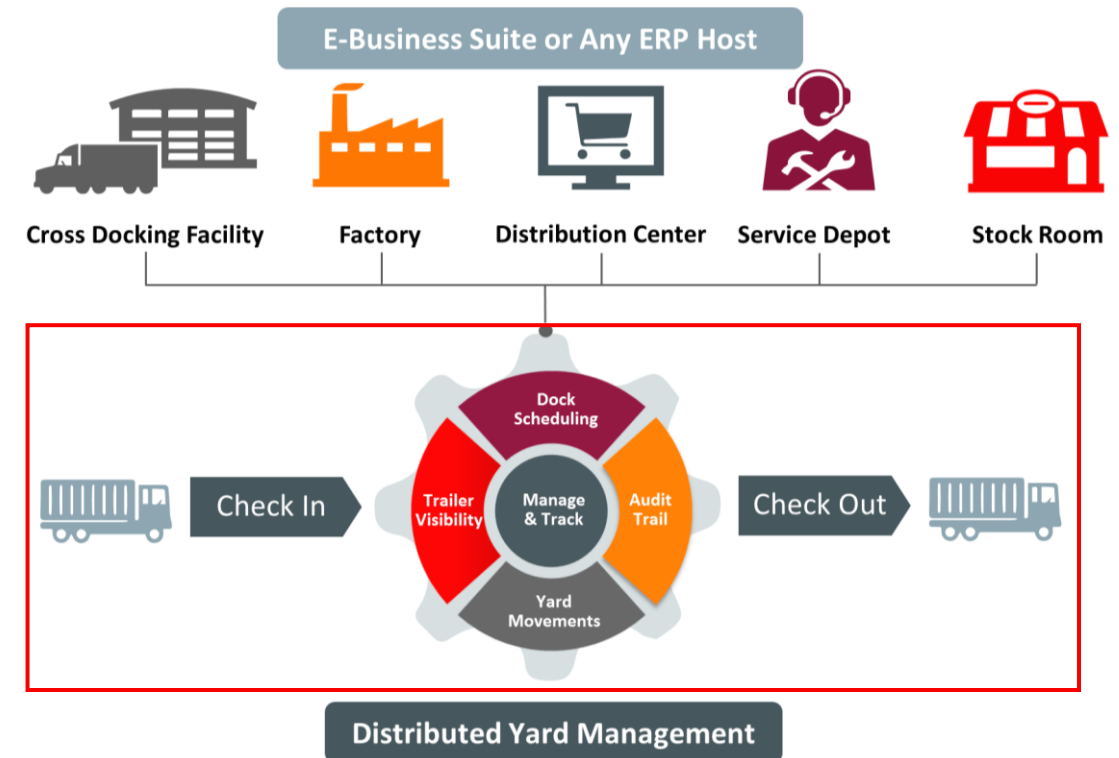 E-Business Suite or Any ERP Host
Cross Docking Facility
Factory
Distribution Center
Service Depot
Stock Room
Dock
Scheduling
Check In
Trailer
Visibility
Manage
& Track
Audit
Trail
Check Out
Yard
Movements
Distributed Yard Management